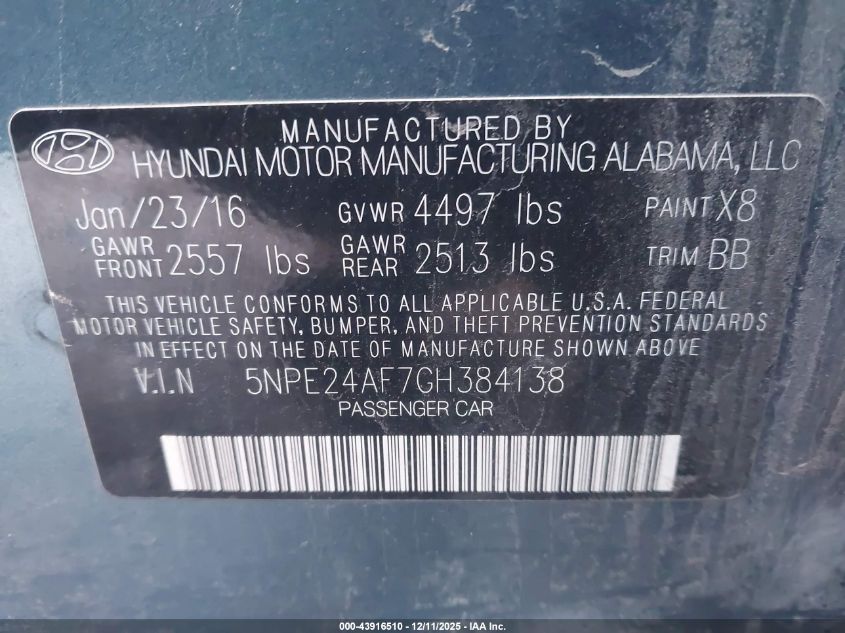 MANUFACTURED BY
HYUNDAI MOTOR MANUFACTURING ALABAMA, LLC
Jan/23/16 GVWR 4497 lbs PAINT X8
GAWR FRONT 2557 lbs GAWR REAR 2513 lbs TRIM BB
THIS VEHICLE CONFORMS TO ALL APPLICABLE U.S.A. FEDERAL
MOTOR VEHICLE SAFETY, BUMPER, AND THEFT PREVENTION STANDARDS
IN EFFECT ON THE DATE OF MANUFACTURE SHOWN ABOVE.
V.I.N 5NPE24AF7GH384138
PASSENGER CAR
000-43916510 - 12/11/2025 - IAA Inc.